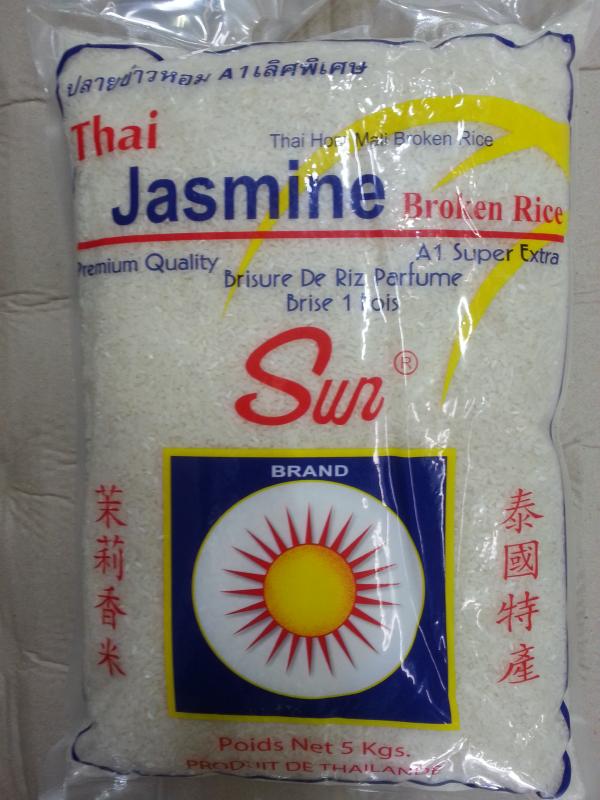 ปลายข้าวหอม A1เลิศพิเศษ
Thai
Thai Hom Mali Broken Rice
Jasmine Broken Rice
Premium Quality
A1 Super Extra
Brisure De Riz Parfume
Brise 1 Fois
Sun ®
BRAND
茉莉香米
泰國特產
Poids Net 5 Kgs.
PRODUIT DE THAILANDE